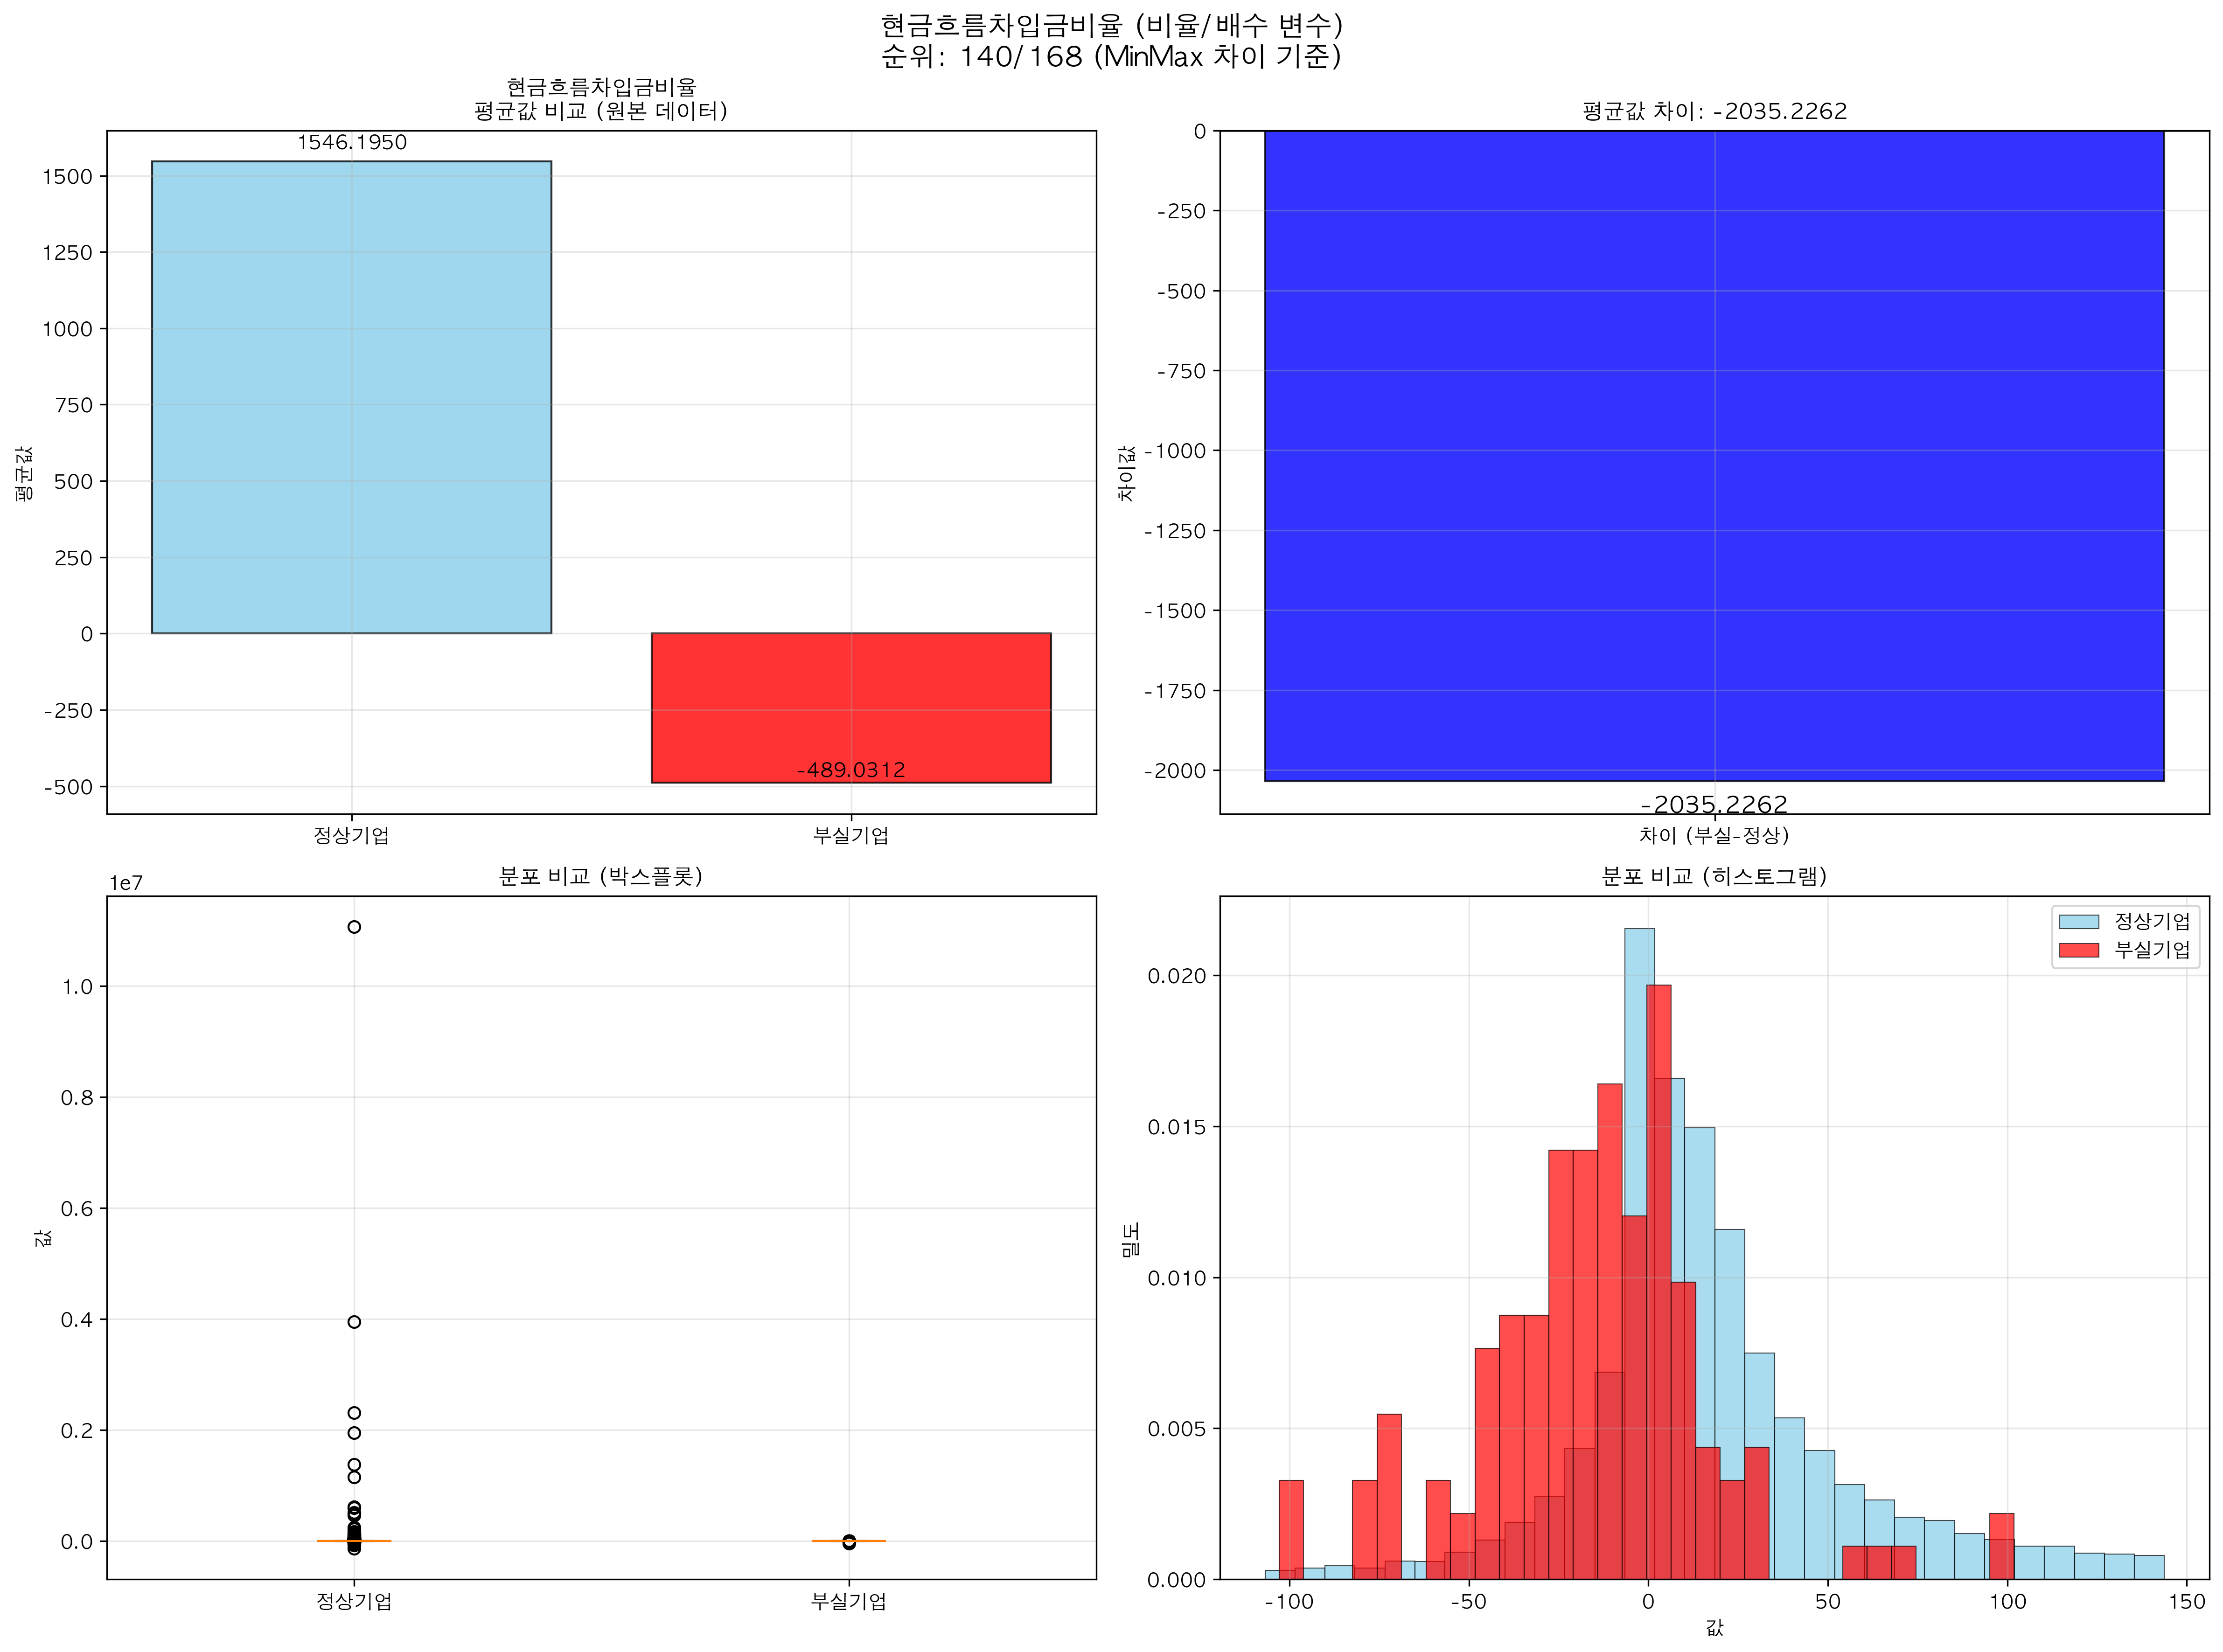 현금흐름차입금비율 (비율/배수 변수)
순위: 140/168 (MinMax 차이 기준)
현금흐름차입금비율
평균값 비교 (원본 데이터)
1546.1950
1500
1250
1000
750
500
250
0
-250
-500
평균값
-489.0312
정상기업
부실기업
평균값 차이: -2035.2262
0
-250
-500
-750
-1000
-1250
-1500
-1750
-2000
차이값
-2035.2262
차이 (부실-정상)
분포 비교 (박스플롯)
1e7
1.0
0.8
0.6
0.4
0.2
0.0
값
정상기업
부실기업
분포 비교 (히스토그램)
정상기업
부실기업
0.020
0.015
0.010
0.005
0.000
밀도
-100
-50
0
50
100
150
값